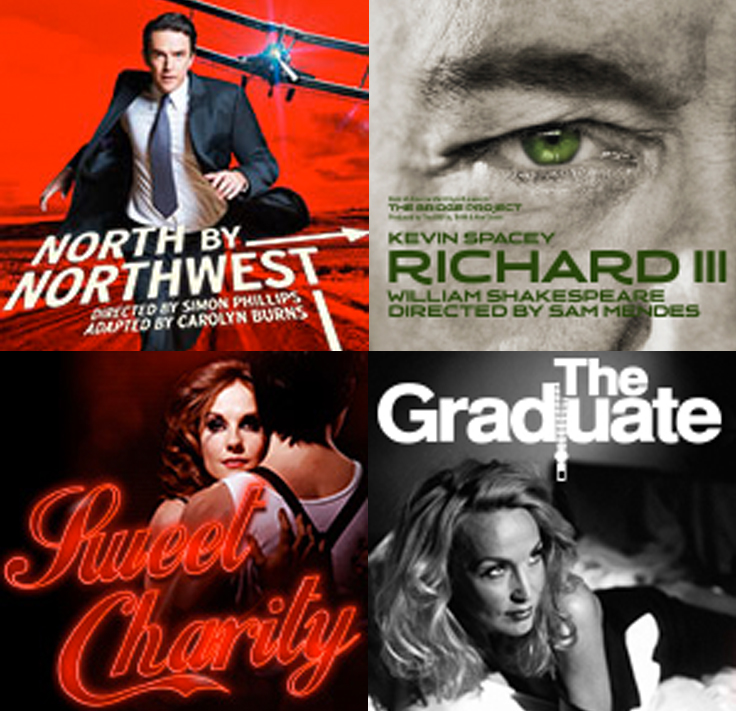 NORTH BY
NORTHWEST
DIRECTED BY SIMON PHILLIPS
ADAPTED BY CAROLYN BURNS
THE BRIDGE PROJECT
KEVIN SPACEY
RICHARD III
WILLIAM SHAKESPEARE
DIRECTED BY SAM MENDES
Sweet
Charity
The
Graduate